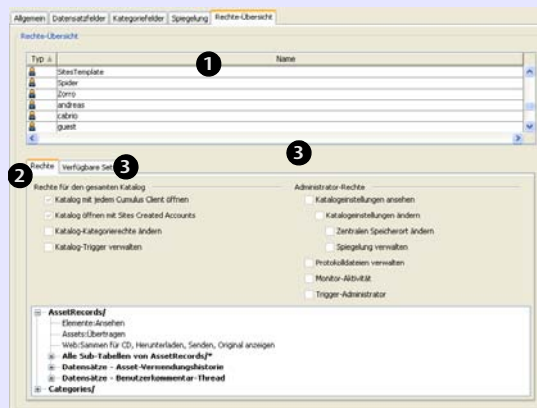 Allgemein Datensatzfelder Kategoriefelder Spiegelung Rechte-Übersicht
Rechte-Übersicht
Typ Name
1
SitesTemplate
Spider
Zorro
andreas
cabrio
guest
3 3
Rechte Verfügbare Set
2
Rechte für den gesamten Katalog Administrator-Rechte
Katalog mit jedem Cumulus Client öffnen Katalogeinstellungen ansehen
Katalog öffnen mit Sites Created Accounts Katalogeinstellungen ändern
Katalog-Kategorierechte ändern Zentralen Speicherort ändern
Katalog-Trigger verwalten Spiegelung verwalten
Protokolldateien verwalten
Monitor-Aktivität
Trigger-Administrator
AssetRecords/
Elemente:Ansehen
Assets:Übertragen
Web:Sammen für CD, Herunterladen, Senden, Original anzeigen
Alle Sub-Tabellen von AssetRecords/*
Datensätze - Asset-Verwendungshistorie
Datensätze - Benutzerkommentar-Thread
Categories/